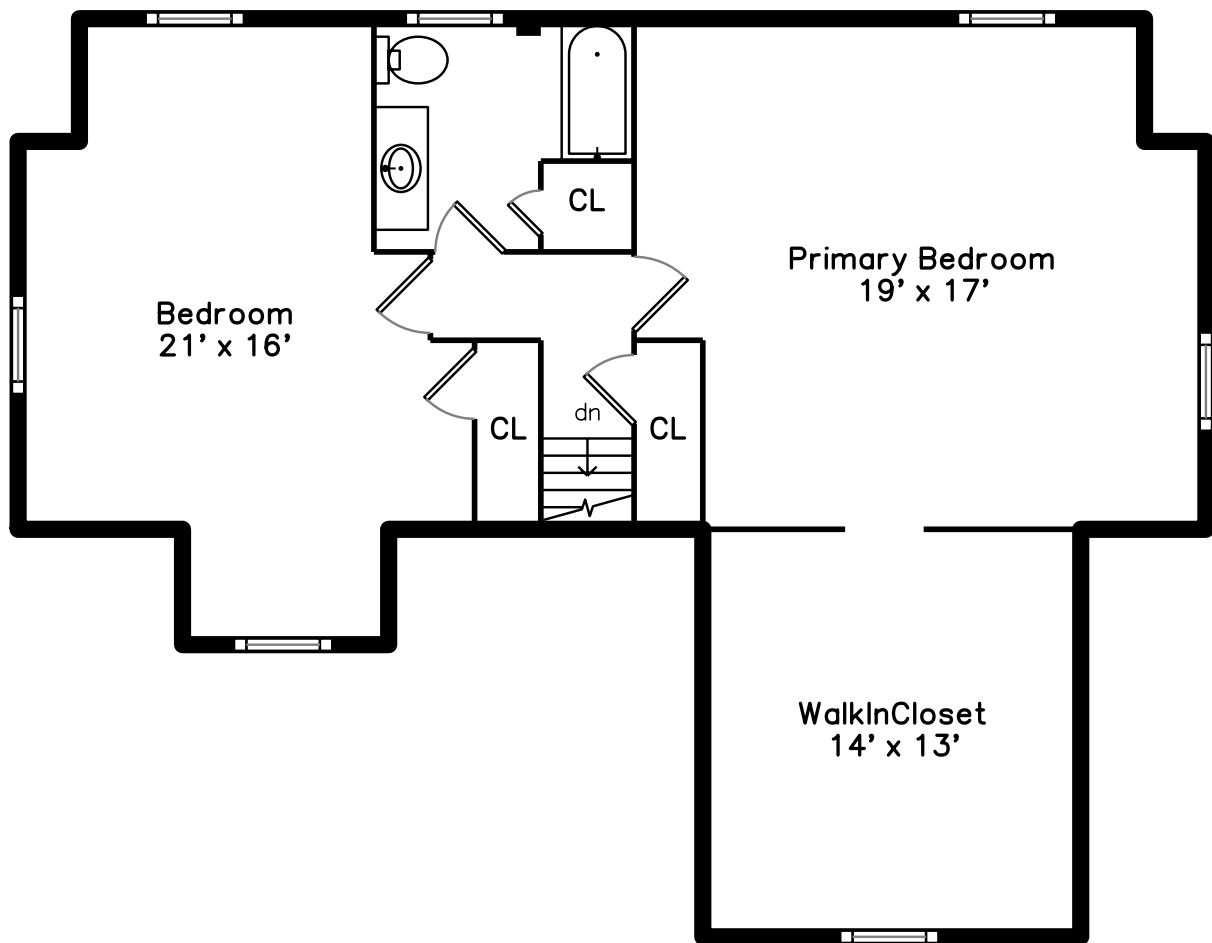 CL
Primary Bedroom
19' x 17'
Bedroom
21' x 16'
dn
CL
CL
WalkInCloset
14' x 13'